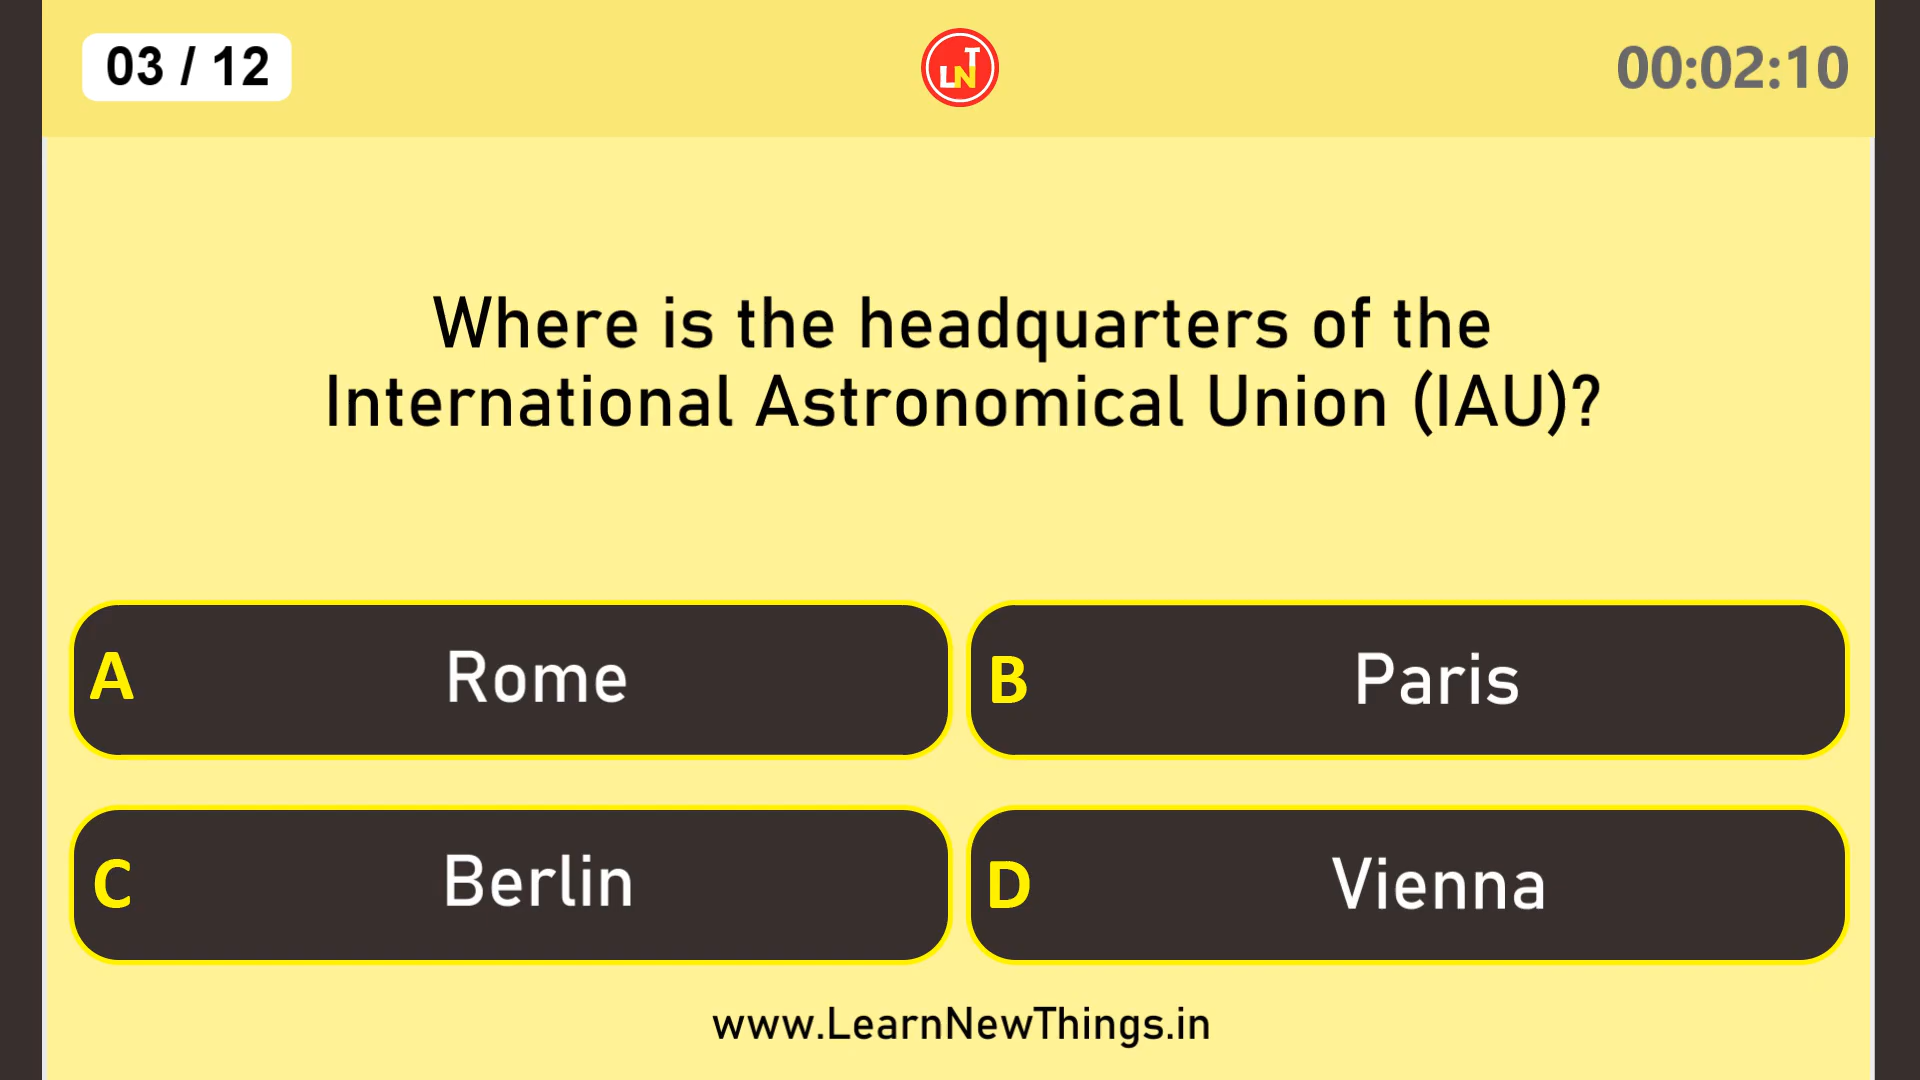 03 / 12
LNT
00:02:10
Where is the headquarters of the
International Astronomical Union (IAU)?
A Rome
B Paris
C Berlin
D Vienna
www.LearnNewThings.in